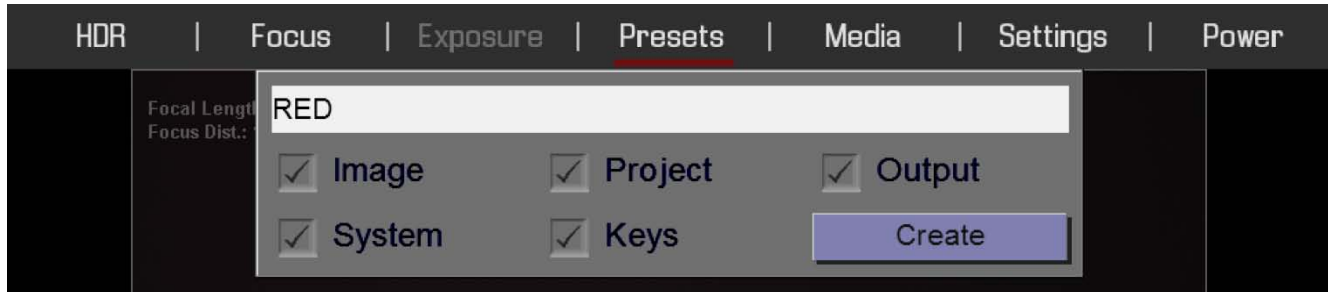 HDR | Focus | Exposure | Presets | Media | Settings | Power
Focal Lengt
Focus Dist.:
RED
Image Project Output
System Keys Create